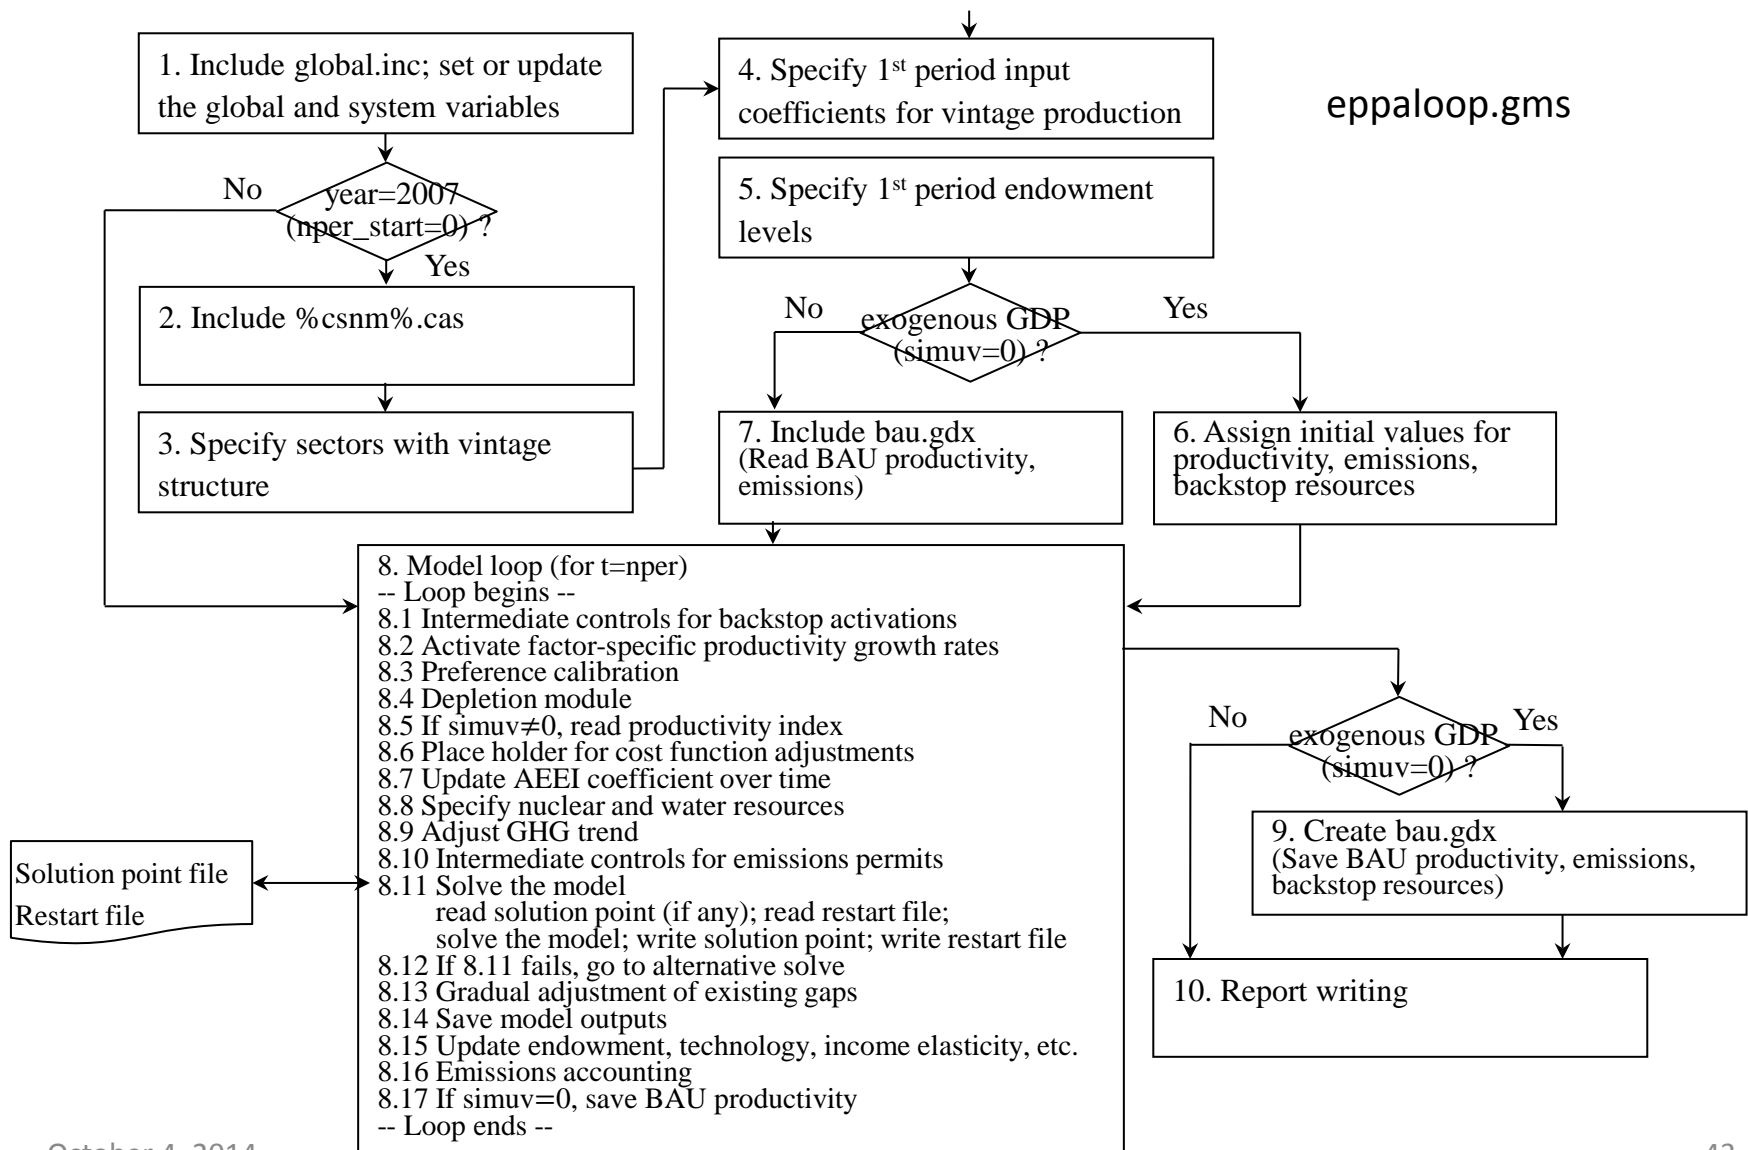 1. Include global.inc; set or update
the global and system variables
No
year=2007
(nper_start=0) ?
Yes
2. Include %csnm%.cas
3. Specify sectors with vintage
structure
4. Specify 1st period input
coefficients for vintage production
eppaloop.gms
5. Specify 1st period endowment
levels
No
exogenous GDP
(simuv=0) ?
Yes
7. Include bau.gdx
(Read BAU productivity,
emissions)
6. Assign initial values for
productivity, emissions,
backstop resources
8. Model loop (for t=nper)
-- Loop begins --
8.1 Intermediate controls for backstop activations
8.2 Activate factor-specific productivity growth rates
8.3 Preference calibration
8.4 Depletion module
8.5 If simuv≠0, read productivity index
8.6 Place holder for cost function adjustments
8.7 Update AEEI coefficient over time
8.8 Specify nuclear and water resources
8.9 Adjust GHG trend
8.10 Intermediate controls for emissions permits
8.11 Solve the model
read solution point (if any); read restart file;
solve the model; write solution point; write restart file
8.12 If 8.11 fails, go to alternative solve
8.13 Gradual adjustment of existing gaps
8.14 Save model outputs
8.15 Update endowment, technology, income elasticity, etc.
8.16 Emissions accounting
8.17 If simuv=0, save BAU productivity
-- Loop ends --
Solution point file
Restart file
No
exogenous GDP
(simuv=0) ?
Yes
9. Create bau.gdx
(Save BAU productivity, emissions,
backstop resources)
10. Report writing
October 4, 2014